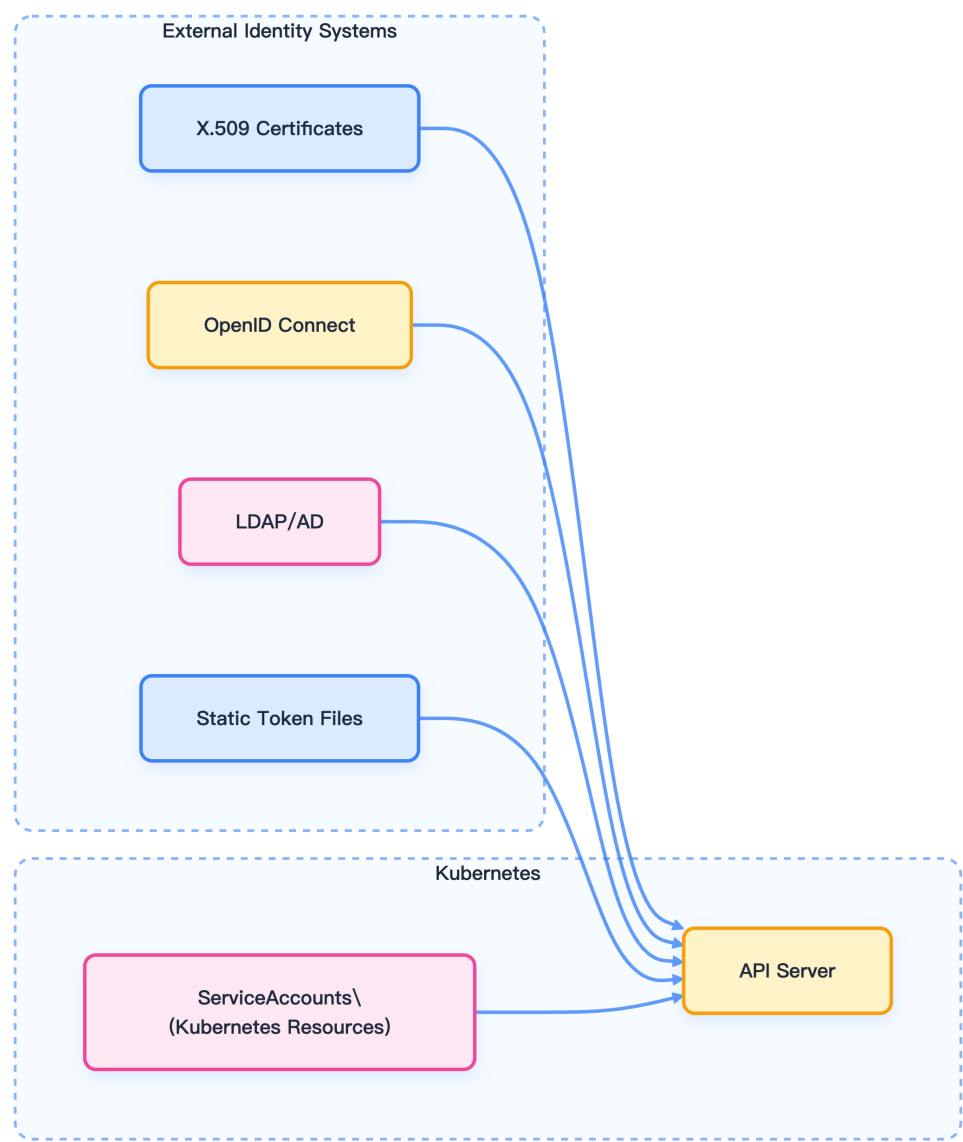 External Identity Systems
X.509 Certificates
OpenID Connect
LDAP/AD
Static Token Files
Kubernetes
API Server
ServiceAccounts\
(Kubernetes Resources)